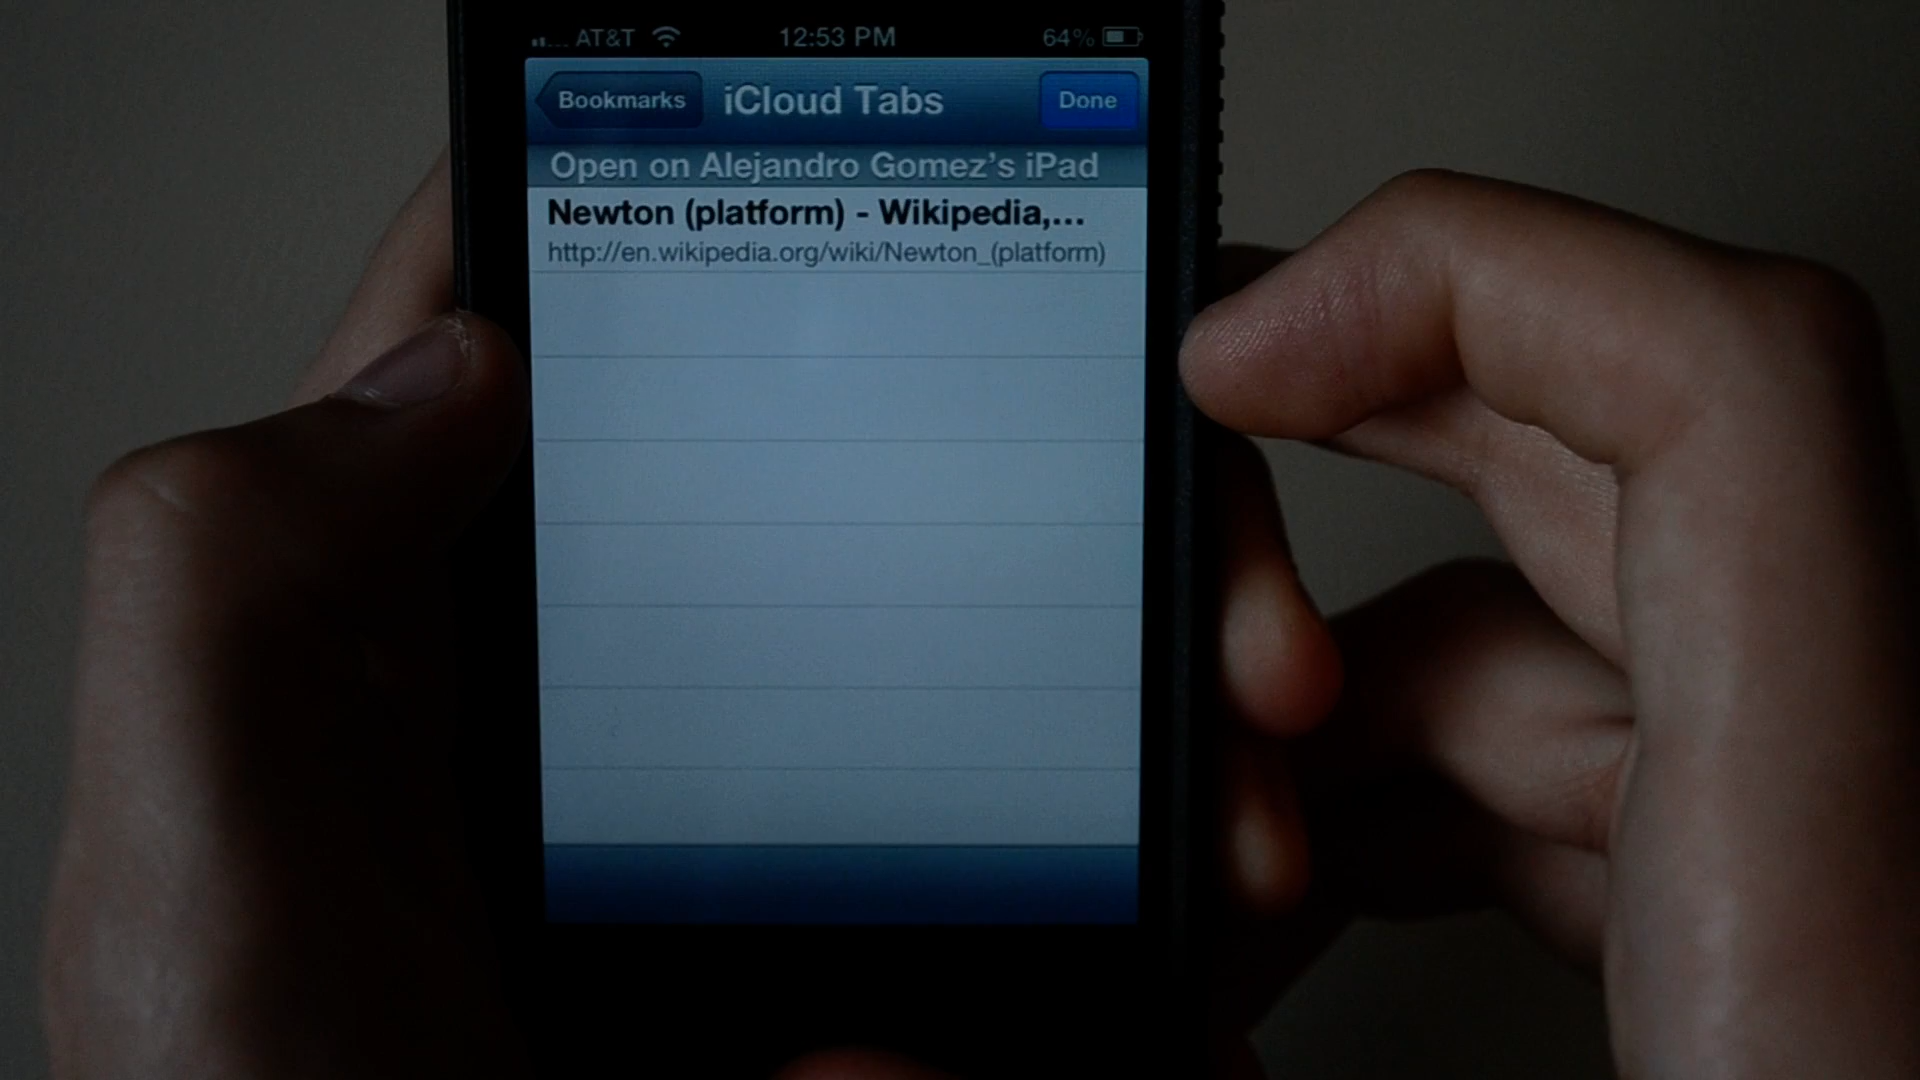 AT&T 12:53 PM 64%
Bookmarks iCloud Tabs Done
Open on Alejandro Gomez’s iPad
Newton (platform) - Wikipedia,...
http://en.wikipedia.org/wiki/Newton_(platform)